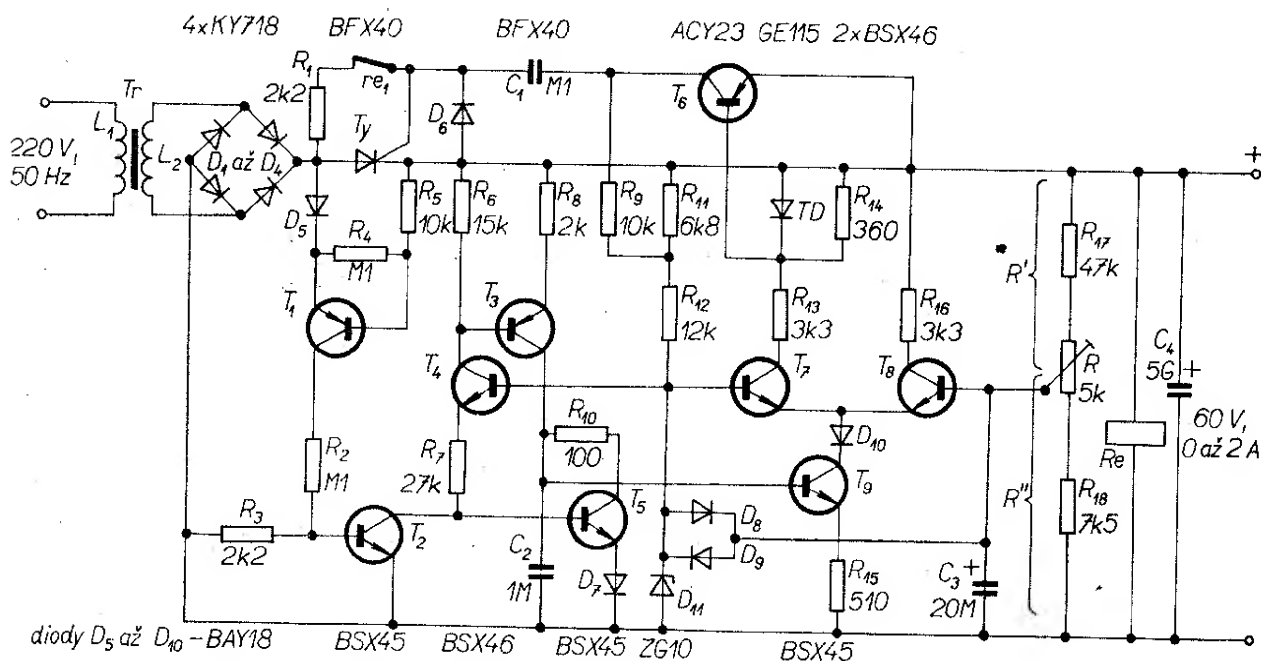 4xKY718 BFX40 BFX40 ACY23 GE115 2xBSX46
Tr
L1
L2
220 V,
50 Hz
D1 až D4
R1
2k2
re1
Ty
D6
C1
M1
T6
D5
R4
M1
R5
10k
R6
15k
R8
2k
R9
10k
R11
6k8
TD
R14
360
R'
R17
47k
+
T1
T3
R12
12k
R13
3k3
R16
3k3
T4
T7
T8
R
5k
C4
5G
+
60 V,
0 až 2 A
R2
M1
R7
27k
R10
100
D10
T9
Re
R"
R18
7k5
R3
2k2
T2
T5
D8
D9
C2
1M
D7
D11
R15
510
C3
+
20M
-
diody D5 až D10 - BAY18 BSX45 BSX46 BSX45 ZG10 BSX45